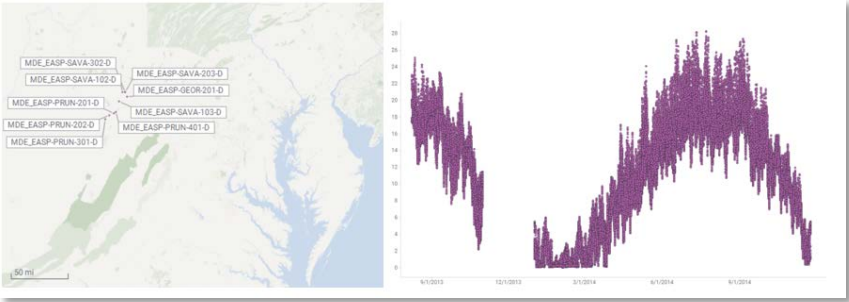 MDE_EASP-SAVA-302-D
MDE_EASP-SAVA-203-D
MDE_EASP-SAVA-102-D
MDE_EASP-GEOR-201-D
MDE_EASP-PRUN-201-D
MDE_EASP-SAVA-103-D
MDE_EASP-PRUN-202-D
MDE_EASP-PRUN-401-D
MDE_EASP-PRUN-301-D
50 mi
28
26
24
22
20
18
16
14
12
10
8
6
4
2
0
9/1/2013
12/1/2013
3/1/2014
6/1/2014
9/1/2014